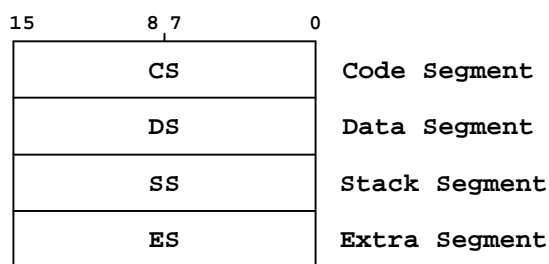 15 8 7 0
CS Code Segment
DS Data Segment
SS Stack Segment
ES Extra Segment